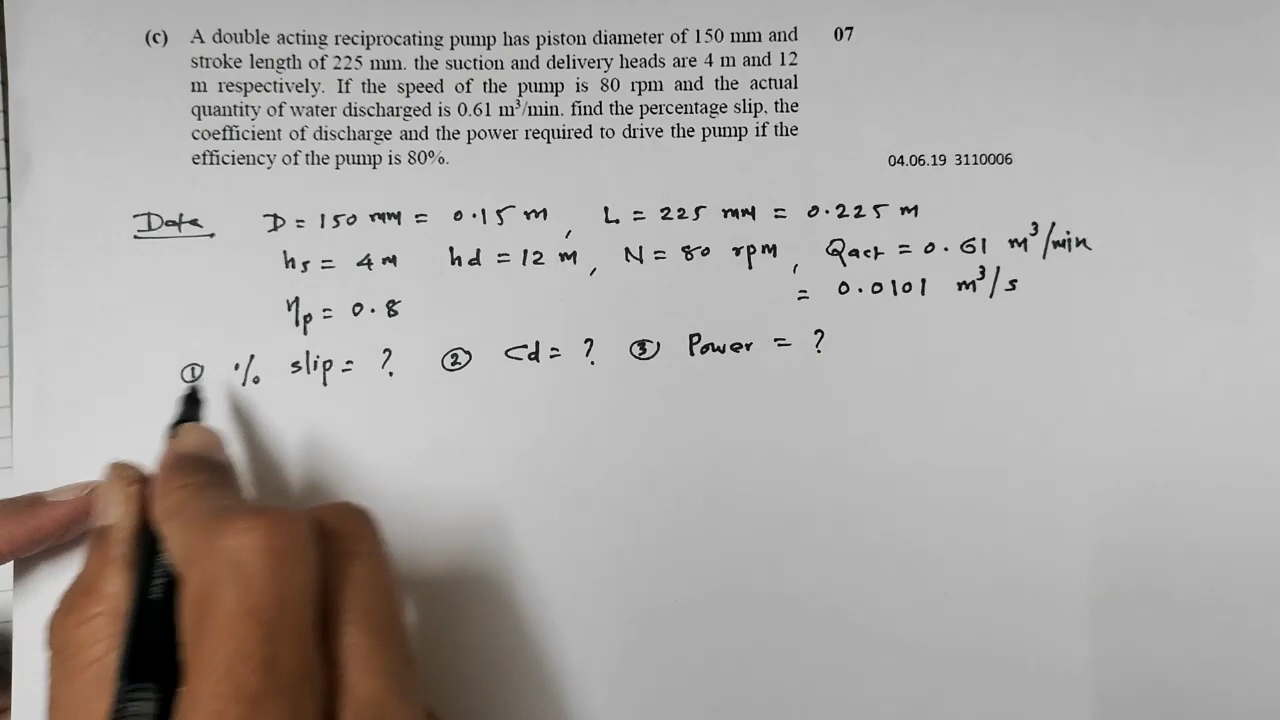 (c) A double acting reciprocating pump has piston diameter of 150 mm and 07
stroke length of 225 mm. the suction and delivery heads are 4 m and 12
m respectively. If the speed of the pump is 80 rpm and the actual
quantity of water discharged is 0.61 m³/min. find the percentage slip, the
coefficient of discharge and the power required to drive the pump if the
efficiency of the pump is 80%.
04.06.19 3110006
Data D = 150 mm = 0.15 m, L = 225 mm = 0.225 m
hs = 4 m hd = 12 m, N = 80 rpm, Qact = 0.61 m³/min
= 0.0101 m³/s
ηp = 0.8
① % slip = ? ② Cd = ? ③ Power = ?